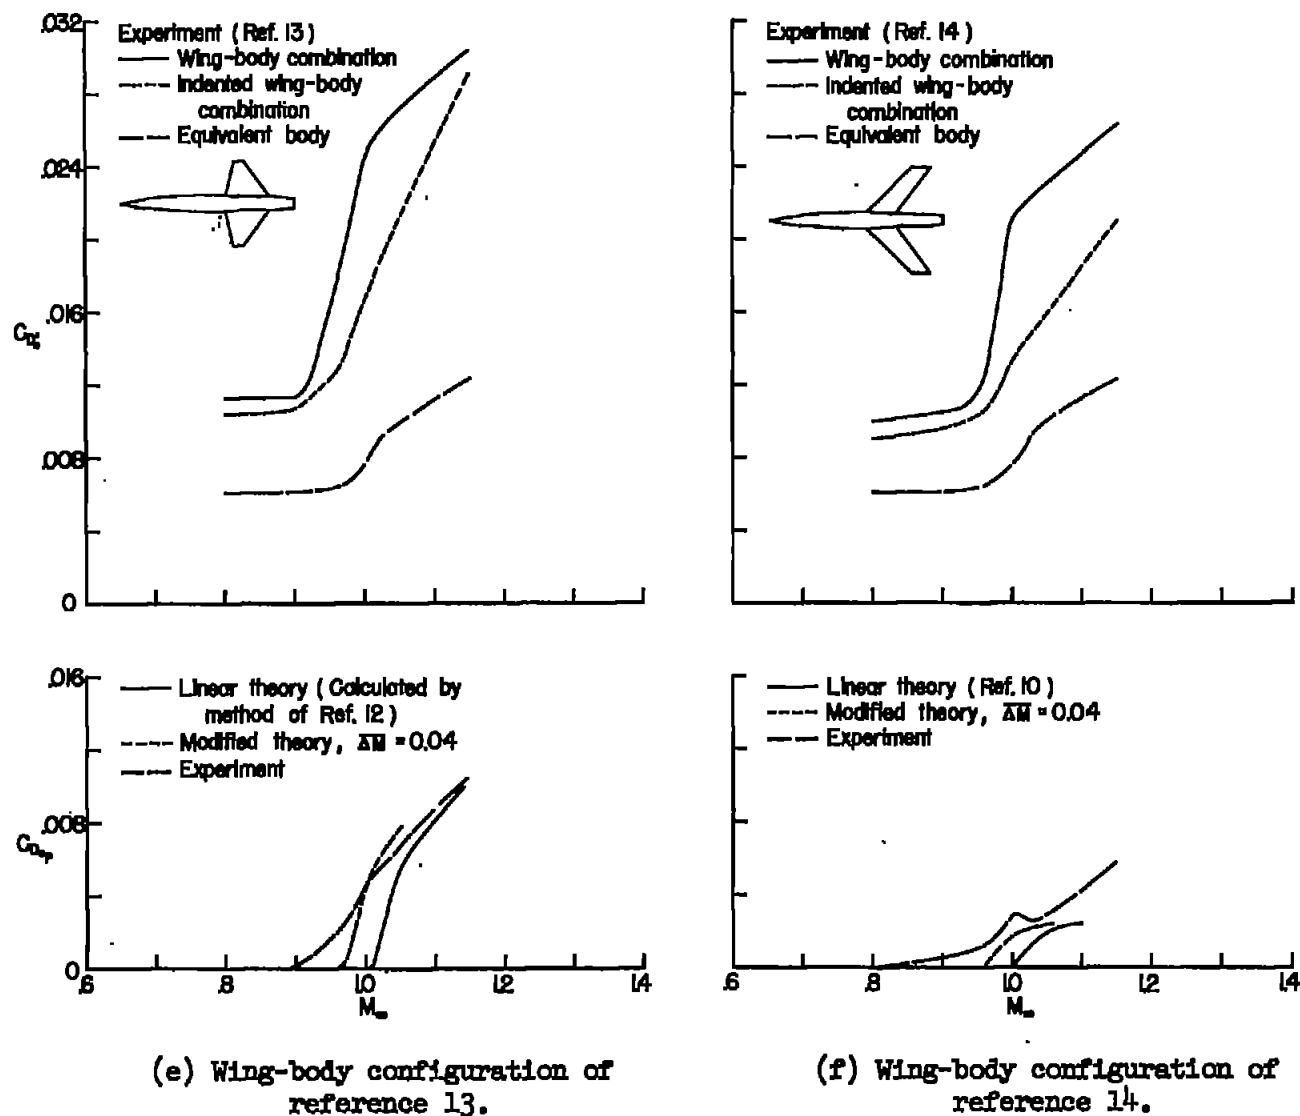 .032
Experiment (Ref. 13)
Wing-body combination
Indented wing-body
combination
Equivalent body
.024
.016
C_D_o'
.008
0
.016
Linear theory (Calculated by
method of Ref. 12)
Modified theory, ΔM = 0.04
Experiment
.008
C_D_o_p
0
.6
.8
1.0
1.2
1.4
M∞
(e) Wing-body configuration of
reference 13.
Experiment (Ref. 14)
Wing-body combination
Indented wing-body
combination
Equivalent body
Linear theory (Ref. 10)
Modified theory, ΔM = 0.04
Experiment
.6
.8
1.0
1.2
1.4
M∞
(f) Wing-body configuration of
reference 14.